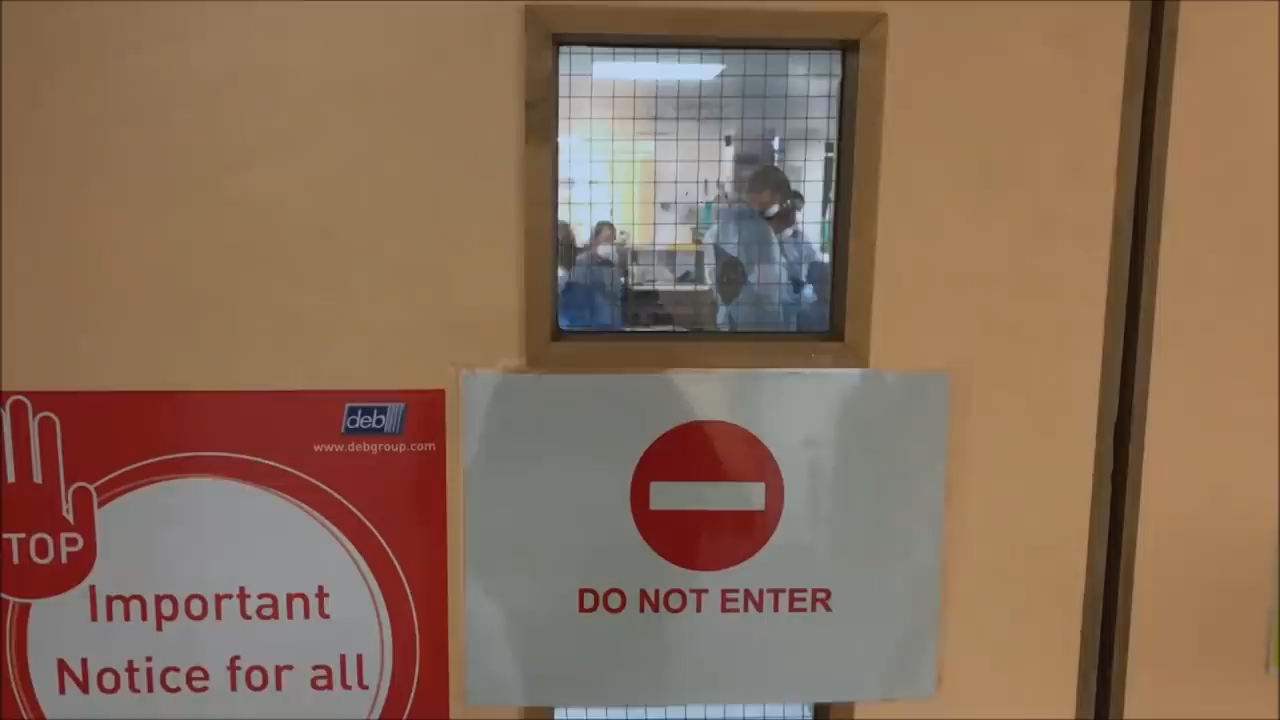 deb
www.debgroup.com
TOP
Important
Notice for all
DO NOT ENTER